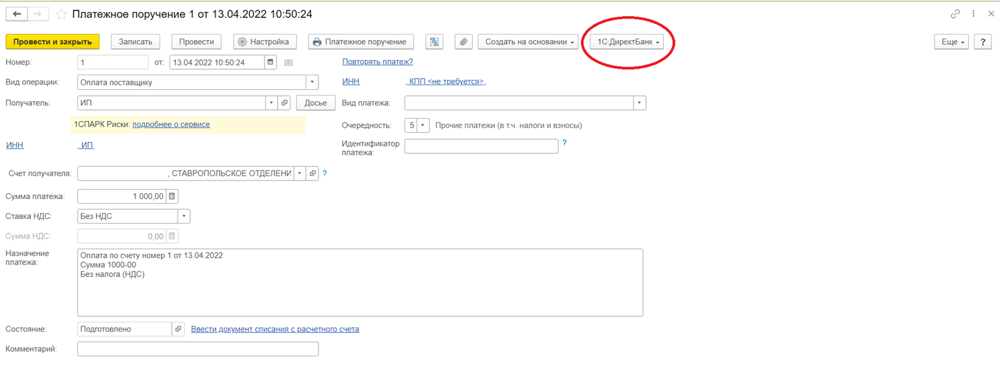 Платежное поручение 1 от 13.04.2022 10:50:24
Провести и закрыть Записать Провести Настройка Платежное поручение Создать на основании 1С:ДиректБанк Еще ?
Номер: 1 от: 13.04.2022 10:50:24 Повторять платеж?
Вид операции: Оплата поставщику ИНН , КПП <не требуется>,
Получатель: ИП Досье Вид платежа:
1СПАРК Риски: подробнее о сервисе Очередность: 5 Прочие платежи (в т.ч. налоги и взносы)
ИНН , ИП Идентификатор платежа: ?
Счет получателя: , СТАВРОПОЛЬСКОЕ ОТДЕЛЕНИ ?
Сумма платежа: 1 000,00
Ставка НДС: Без НДС
Сумма НДС: 0,00
Назначение платежа: Оплата по счету номер 1 от 13.04.2022
Сумма 1000-00
Без налога (НДС)
Состояние: Подготовлено Ввести документ списания с расчетного счета
Комментарий: